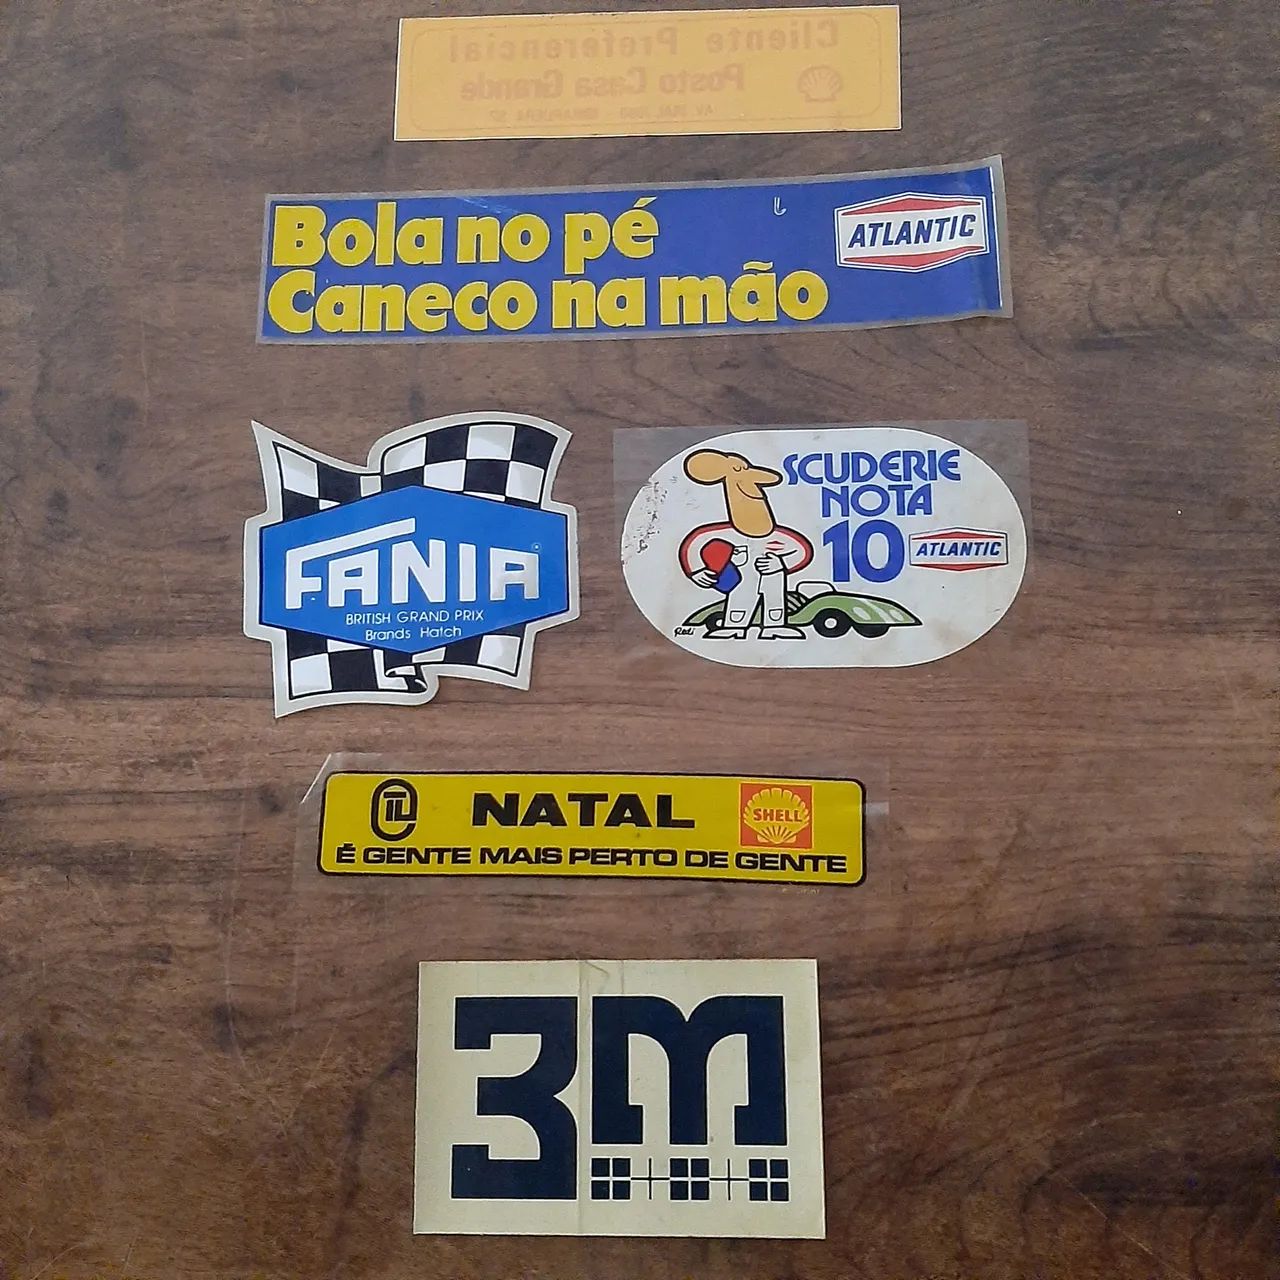 Cliente Preferencial
Posto Casa Grande
Bola no pé
Caneco na mão
ATLANTIC
FANIA
BRITISH GRAND PRIX
Brands Hatch
SCUDERIE
NOTA
10
ATLANTIC
Redi
NATAL
SHELL
É GENTE MAIS PERTO DE GENTE
3M